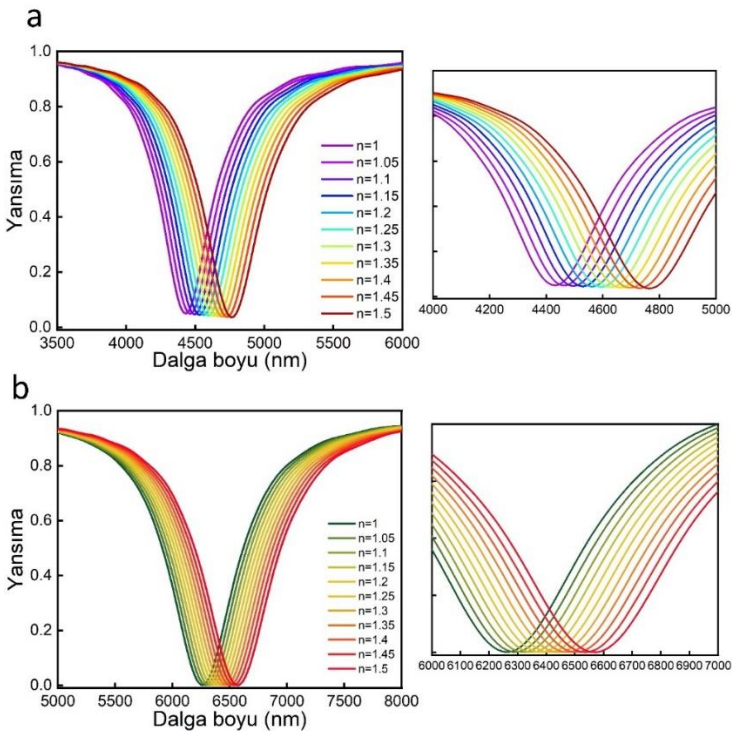 a
1.0
0.8
0.6
0.4
0.2
0.0
Yansıma
n=1
n=1.05
n=1.1
n=1.15
n=1.2
n=1.25
n=1.3
n=1.35
n=1.4
n=1.45
n=1.5
3500 4000 4500 5000 5500 6000
Dalga boyu (nm)
4000 4200 4400 4600 4800 5000
b
1.0
0.8
0.6
0.4
0.2
0.0
Yansıma
n=1
n=1.05
n=1.1
n=1.15
n=1.2
n=1.25
n=1.3
n=1.35
n=1.4
n=1.45
n=1.5
5000 5500 6000 6500 7000 7500 8000
Dalga boyu (nm)
6000 6100 6200 6300 6400 6500 6600 6700 6800 6900 7000